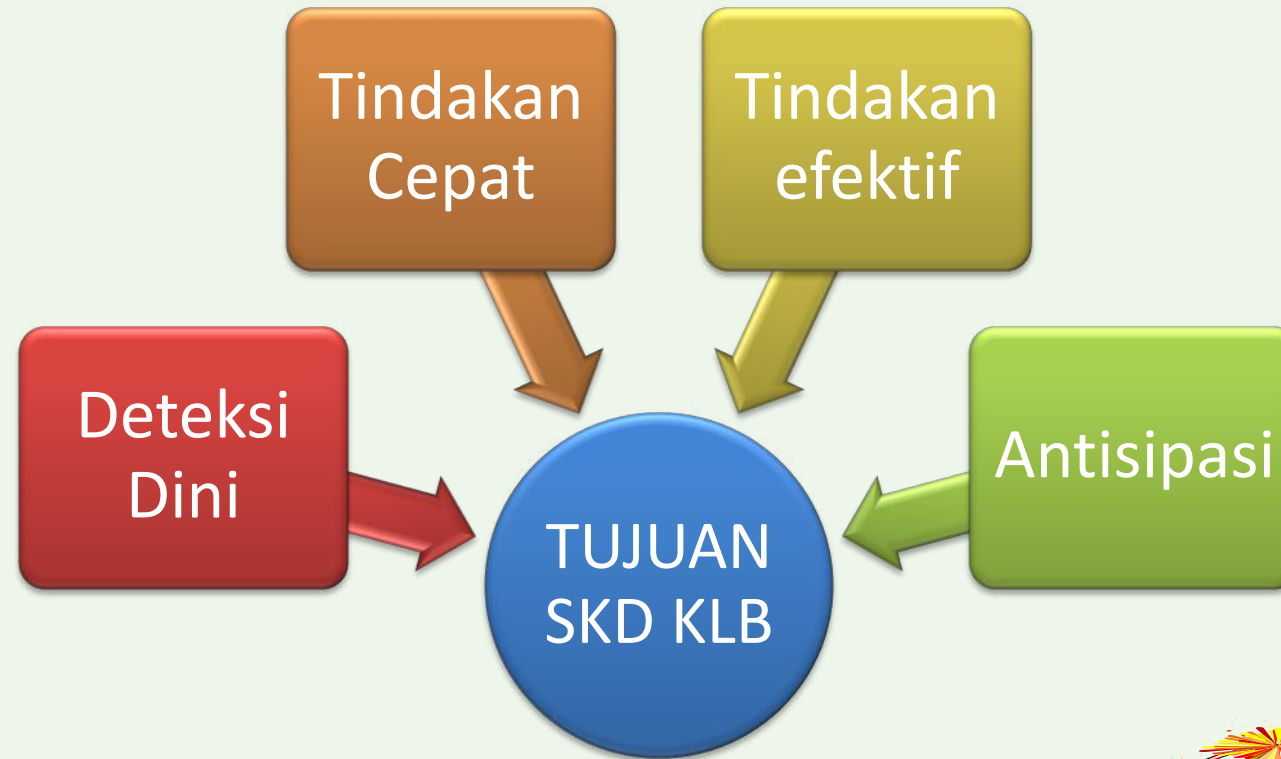 Tindakan
Cepat
Tindakan
efektif
Deteksi
Dini
Antisipasi
TUJUAN
SKD KLB